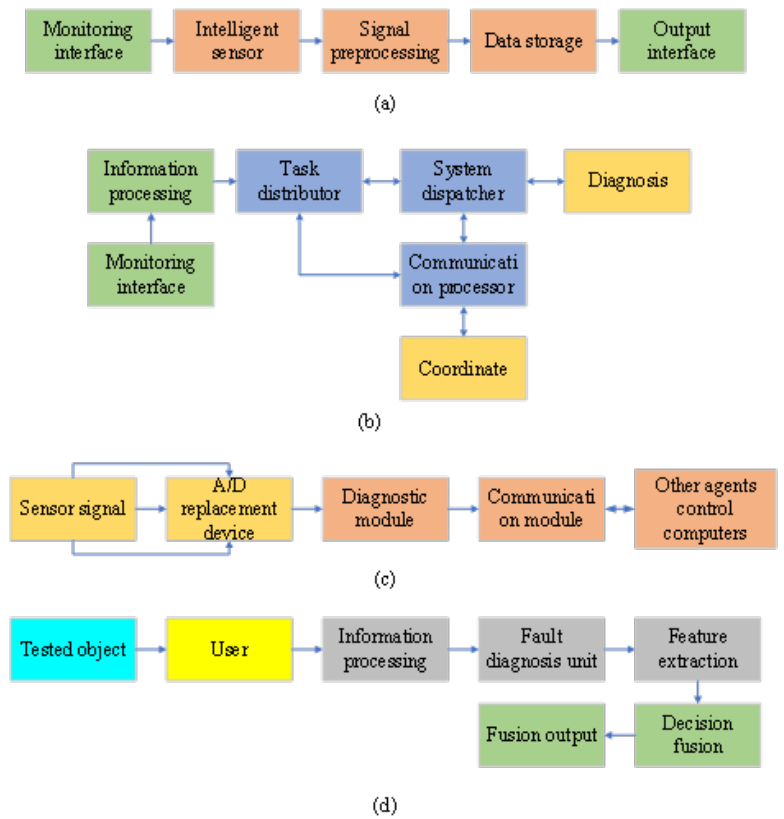 Monitoring
interface
Intelligent
sensor
Signal
preprocessing
Data storage
Output
interface
(a)
Information
processing
Task
distributor
System
dispatcher
Diagnosis
Monitoring
interface
Communicati
on processor
Coordinate
(b)
Sensor signal
A/D
replacement
device
Diagnostic
module
Communicati
on module
Other agents
control
computers
(c)
Tested object
User
Information
processing
Fault
diagnosis unit
Feature
extraction
Fusion output
Decision
fusion
(d)